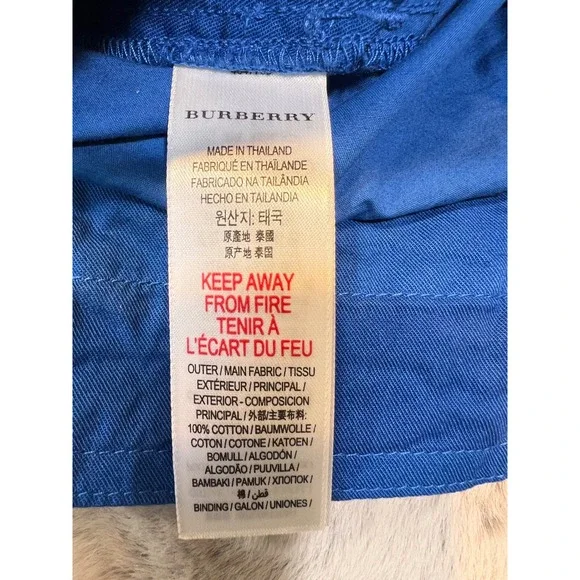 BURBERRY
MADE IN THAILAND
FABRIQUÉ EN THAÏLANDE
FABRICADO NA TAILÂNDIA
HECHO EN TAILANDIA
원산지: 태국
原產地 泰國
原产地 泰国
KEEP AWAY
FROM FIRE
TENIR À
L'ÉCART DU FEU
OUTER / MAIN FABRIC / TISSU
EXTÉRIEUR / PRINCIPAL /
EXTERIOR - COMPOSICION
PRINCIPAL / 外部/主要布料:
100% COTTON / BAUMWOLLE /
COTON / COTONE / KATOEN /
BOMULL / ALGODÓN /
ALGODÃO / PUUVILLA /
BAMBAKI / PAMUK / ХЛОПОК /
棉 / قطن /
BINDING / GALON / UNIONES /